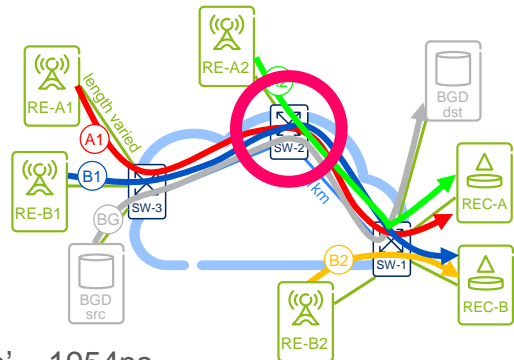 RE-A1
length varied
RE-A2
A2
BGD
dst
A1
SW-2
B1
RE-B1
SW-3
km
REC-A
BG
SW-1
BGD
src
B2
REC-B
RE-B2
1954ns